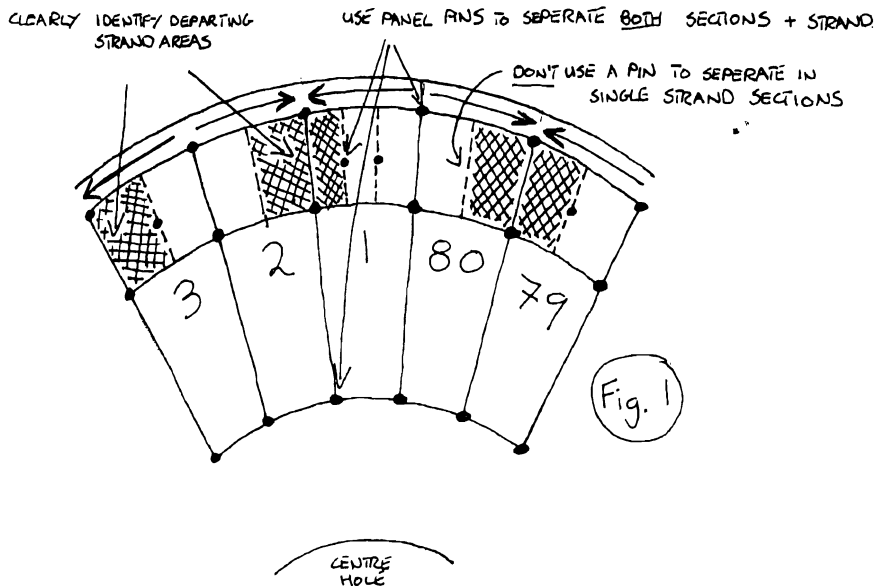 CLEARLY IDENTIFY DEPARTING
STRAND AREAS
USE PANEL PINS TO SEPERATE BOTH SECTIONS + STRAND.
DON'T USE A PIN TO SEPERATE IN
SINGLE STRAND SECTIONS
3
2
1
80
79
Fig. 1
CENTRE
HOLE